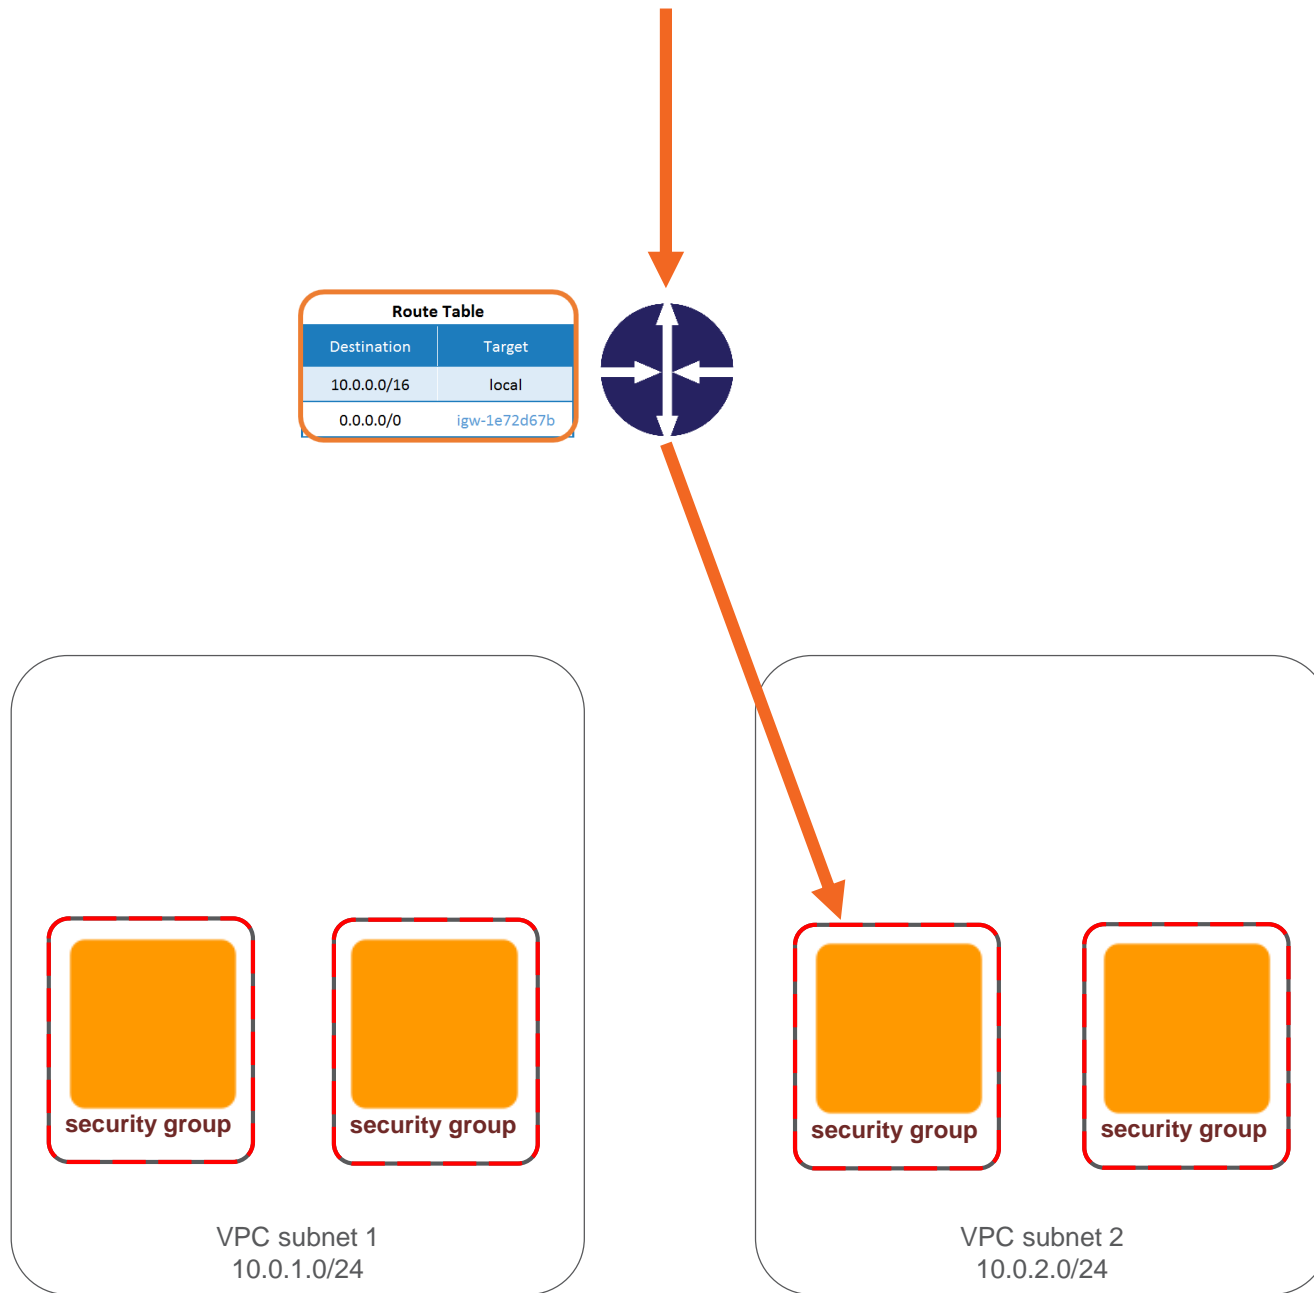 Route Table
Destination Target
10.0.0.0/16 local
0.0.0.0/0 igw-1e72d67b
security group
security group
security group
security group
VPC subnet 1
10.0.1.0/24
VPC subnet 2
10.0.2.0/24